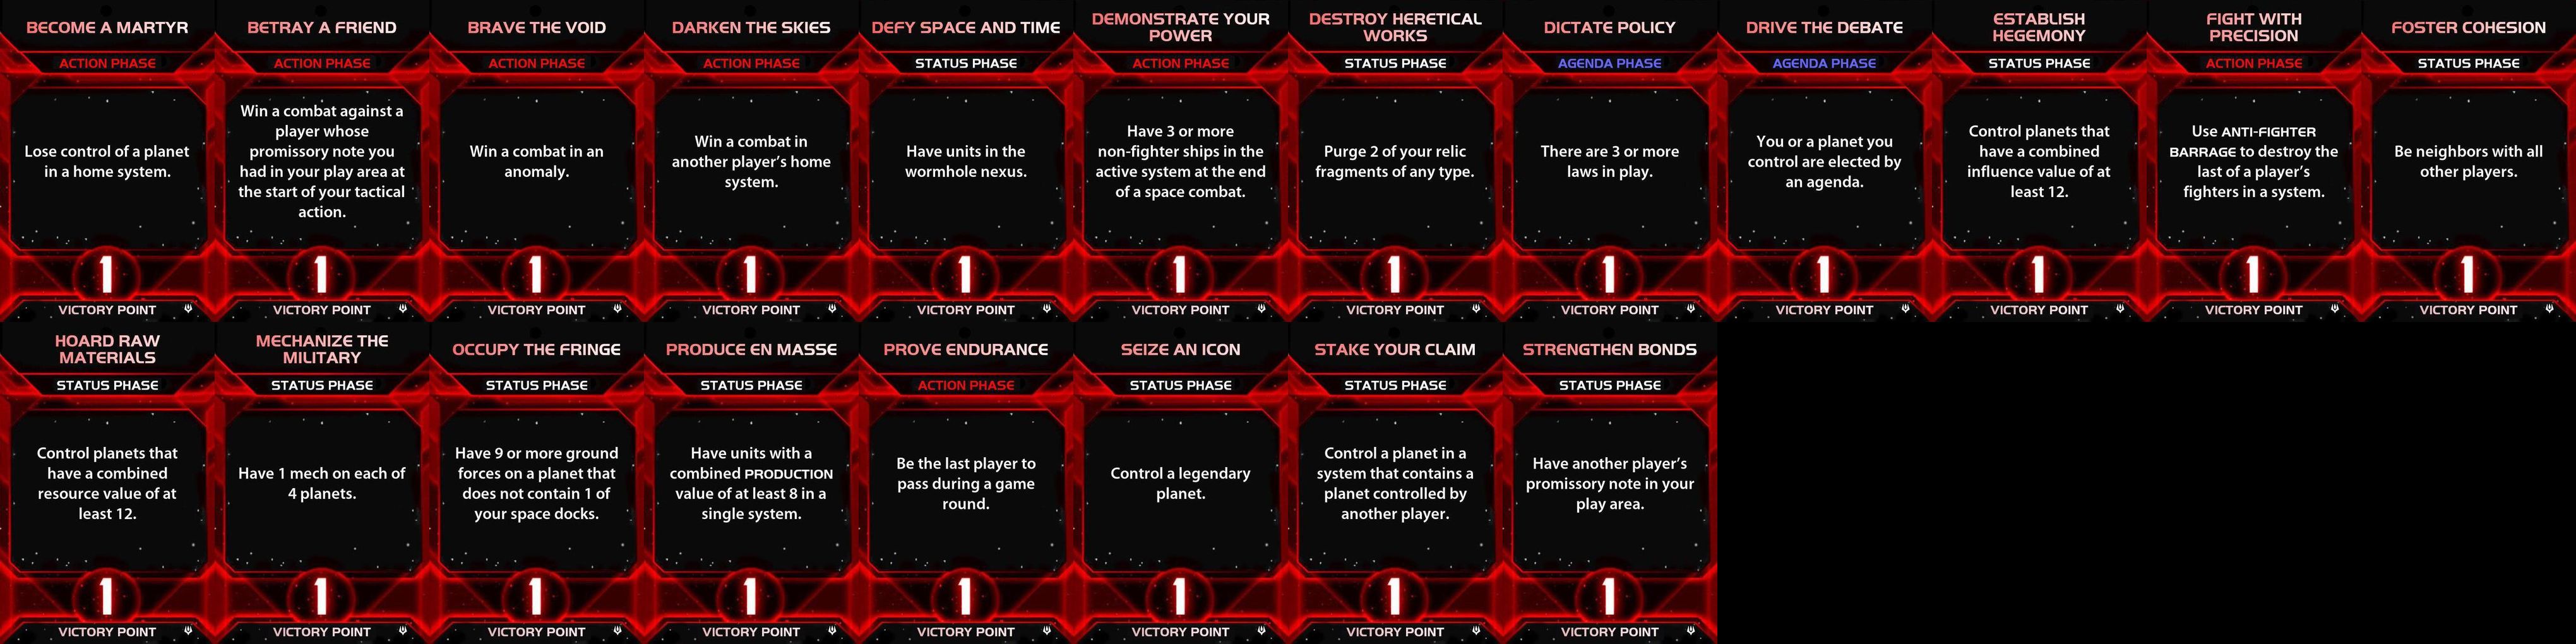 BECOME A MARTYR
ACTION PHASE
Lose control of a planet
in a home system.
1
VICTORY POINT
BETRAY A FRIEND
ACTION PHASE
Win a combat against a
player whose
promissory note you
had in your play area at
the start of your tactical
action.
1
VICTORY POINT
BRAVE THE VOID
ACTION PHASE
Win a combat in an
anomaly.
1
VICTORY POINT
DARKEN THE SKIES
ACTION PHASE
Win a combat in
another player's home
system.
1
VICTORY POINT
DEFY SPACE AND TIME
STATUS PHASE
Have units in the
wormhole nexus.
1
VICTORY POINT
DEMONSTRATE YOUR
POWER
ACTION PHASE
Have 3 or more
non-fighter ships in the
active system at the end
of a space combat.
1
VICTORY POINT
DESTROY HERETICAL
WORKS
STATUS PHASE
Purge 2 of your relic
fragments of any type.
1
VICTORY POINT
DICTATE POLICY
AGENDA PHASE
There are 3 or more
laws in play.
1
VICTORY POINT
DRIVE THE DEBATE
AGENDA PHASE
You or a planet you
control are elected by
an agenda.
1
VICTORY POINT
ESTABLISH
HEGEMONY
STATUS PHASE
Control planets that
have a combined
influence value of at
least 12.
1
VICTORY POINT
FIGHT WITH
PRECISION
ACTION PHASE
Use ANTI-FIGHTER
BARRAGE to destroy the
last of a player's
fighters in a system.
1
VICTORY POINT
FOSTER COHESION
STATUS PHASE
Be neighbors with all
other players.
1
VICTORY POINT
HOARD RAW
MATERIALS
STATUS PHASE
Control planets that
have a combined
resource value of at
least 12.
1
VICTORY POINT
MECHANIZE THE
MILITARY
STATUS PHASE
Have 1 mech on each of
4 planets.
1
VICTORY POINT
OCCUPY THE FRINGE
STATUS PHASE
Have 9 or more ground
forces on a planet that
does not contain 1 of
your space docks.
1
VICTORY POINT
PRODUCE EN MASSE
STATUS PHASE
Have units with a
combined PRODUCTION
value of at least 8 in a
single system.
1
VICTORY POINT
PROVE ENDURANCE
ACTION PHASE
Be the last player to
pass during a game
round.
1
VICTORY POINT
SEIZE AN ICON
STATUS PHASE
Control a legendary
planet.
1
VICTORY POINT
STAKE YOUR CLAIM
STATUS PHASE
Control a planet in a
system that contains a
planet controlled by
another player.
1
VICTORY POINT
STRENGTHEN BONDS
STATUS PHASE
Have another player's
promissory note in your
play area.
1
VICTORY POINT